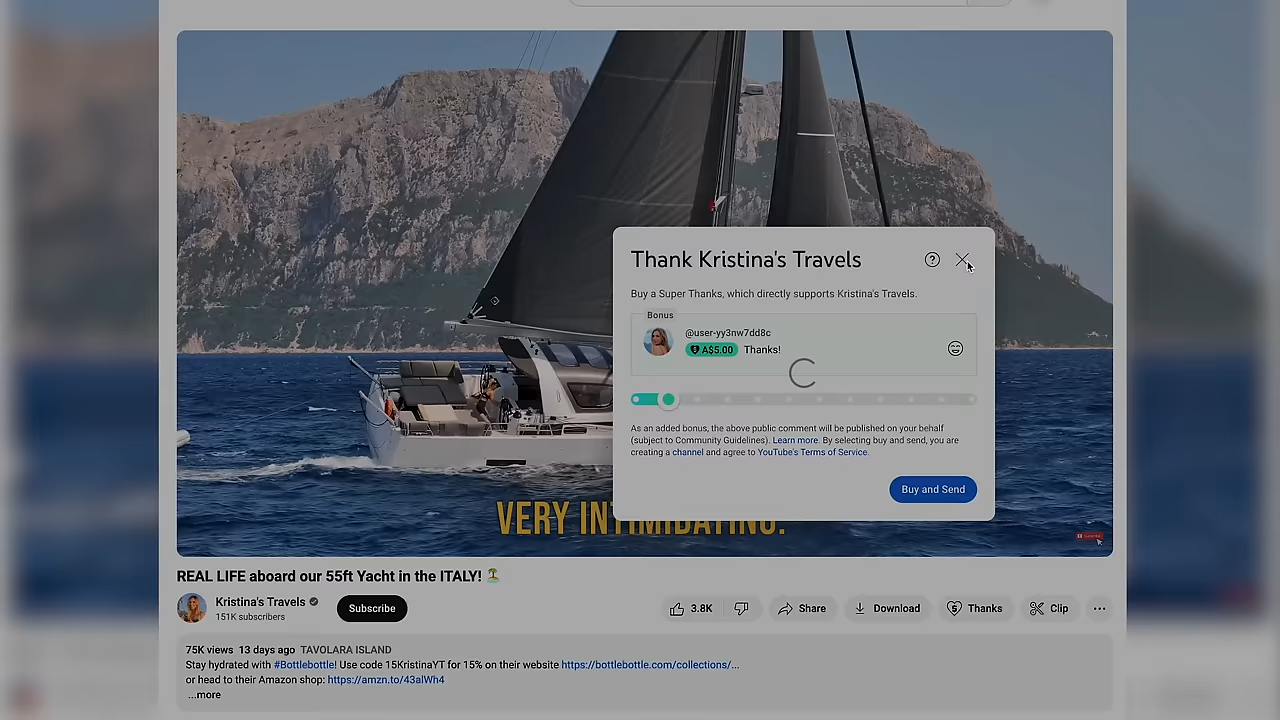 Thank Kristina's Travels
Buy a Super Thanks, which directly supports Kristina's Travels.
Bonus
@user-yy3nw7dd8c
A$5.00 Thanks!
As an added bonus, the above public comment will be published on your behalf
(subject to Community Guidelines). Learn more. By selecting buy and send, you are
creating a channel and agree to YouTube's Terms of Service.
Buy and Send
VERY INTIMIDATING.
REAL LIFE aboard our 55ft Yacht in the ITALY! 🏝️
Kristina's Travels
151K subscribers
Subscribe
3.8K
Share
Download
Thanks
Clip
75K views 13 days ago TAVOLARA ISLAND
Stay hydrated with #Bottlebottle! Use code 15KristinaYT for 15% on their website https://bottlebottle.com/collections/...
or head to their Amazon shop: https://amzn.to/43alWh4
...more